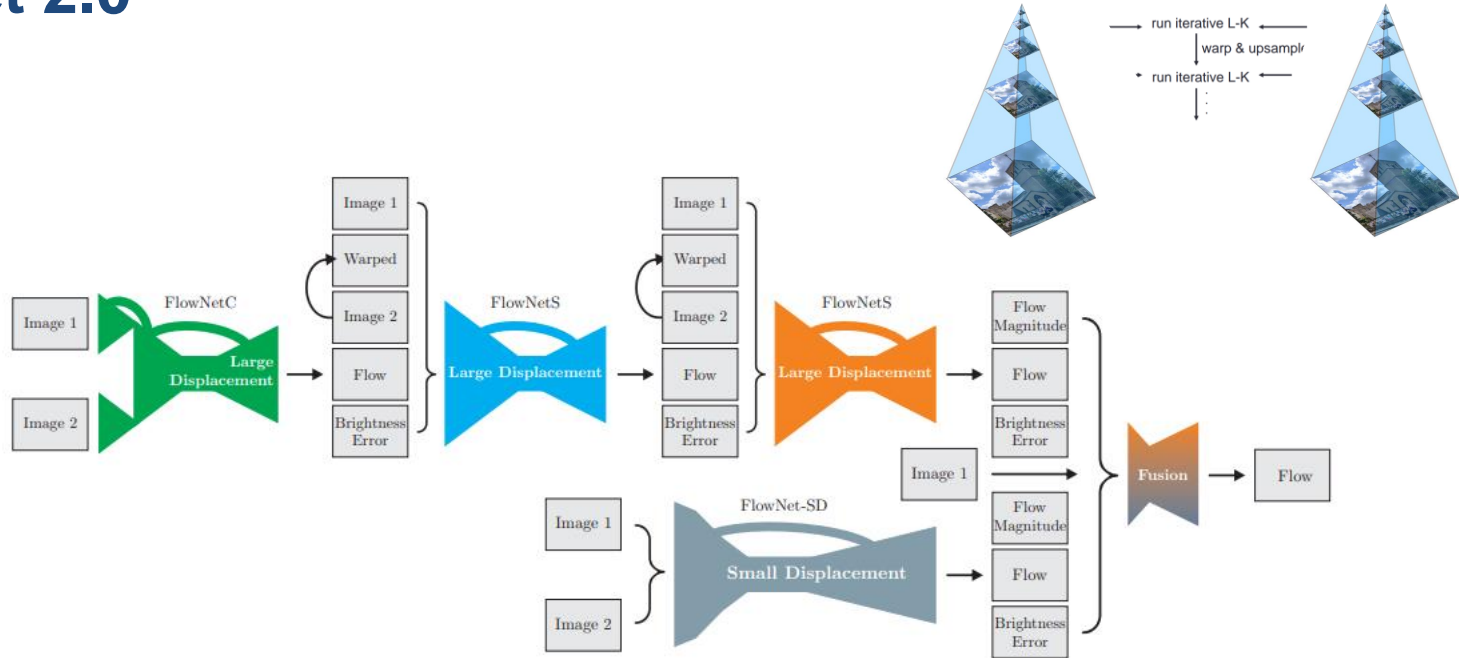 et 2.0
run iterative L-K
warp & upsample
run iterative L-K
Image 1
Image 2
FlowNetC
Large
Displacement
Image 1
Warped
Image 2
Flow
Brightness
Error
FlowNetS
Large Displacement
Image 1
Warped
Image 2
Flow
Brightness
Error
FlowNetS
Large Displacement
Flow
Magnitude
Flow
Brightness
Error
Image 1
Image 1
Image 2
FlowNet-SD
Small Displacement
Flow
Magnitude
Flow
Brightness
Error
Fusion
Flow